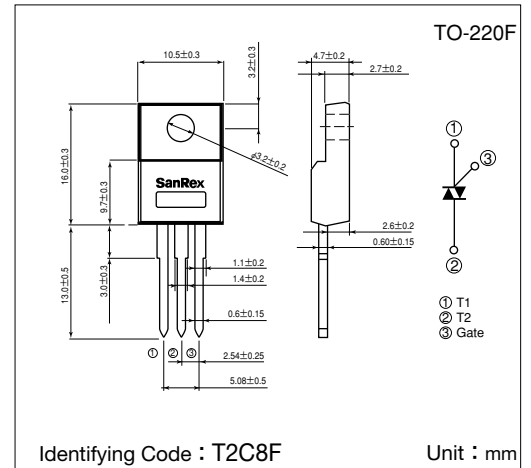 TO-220F
10.5±0.3
4.7±0.2
2.7±0.2
3.2±0.3
φ3.2±0.2
16.0±0.3
9.7±0.3
SanRex
13.0±0.5
3.0±0.3
1.1±0.2
1.4±0.2
0.6±0.15
2.6±0.2
0.60±0.15
① ② ③
2.54±0.25
5.08±0.5
①
③
②
① T1
② T2
③ Gate
Identifying Code：T2C8F
Unit：mm